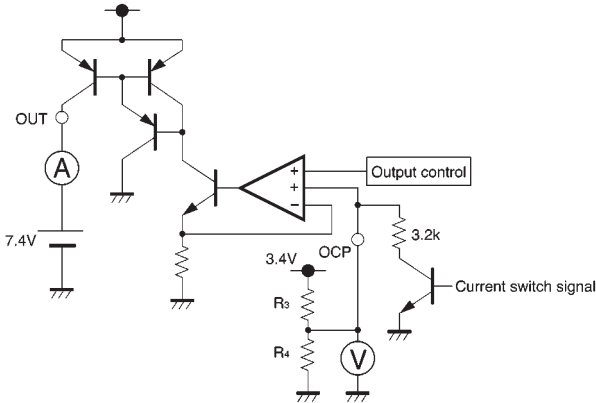 OUT
A
7.4V
+
+
−
Output control
OCP
3.2k
3.4V
Current switch signal
R3
R4
V